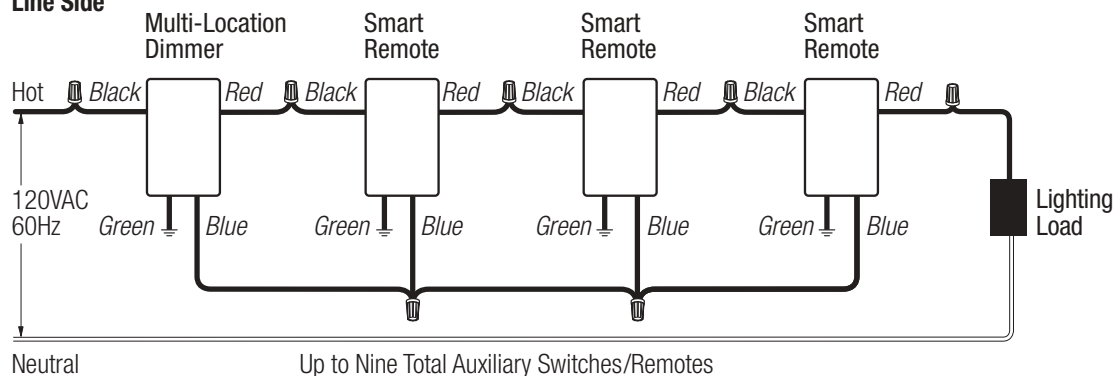 Line Side
Multi-Location
Dimmer
Smart
Remote
Smart
Remote
Smart
Remote
Hot
Black
Red
Black
Red
Black
Red
Black
Red
120VAC
60Hz
Green
Blue
Green
Blue
Green
Blue
Green
Blue
Lighting
Load
Neutral
Up to Nine Total Auxiliary Switches/Remotes